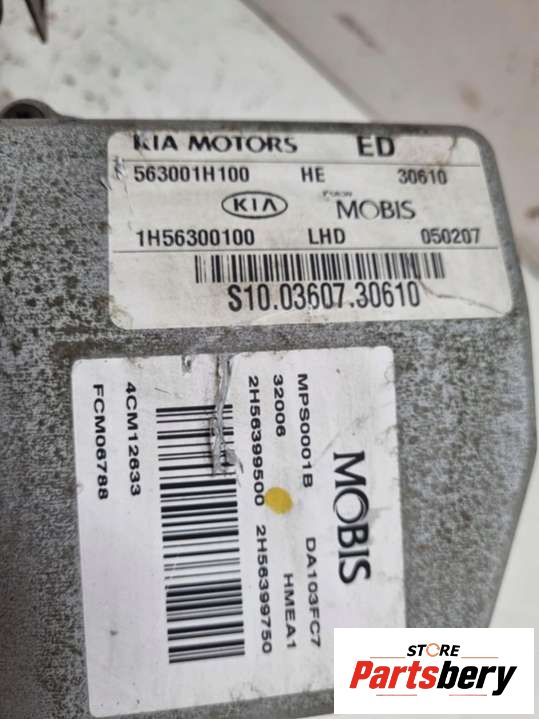 KIA MOTORS ED
563001H100 HE 30610
KIA MOBIS
1H56300100 LHD 050207
S10.03607.30610
MOBIS
MPS0001B DA103FC7
32006 HMEA1
2H56399500 2H56399750
4CM12633
FCM06788
STORE
Partsbery